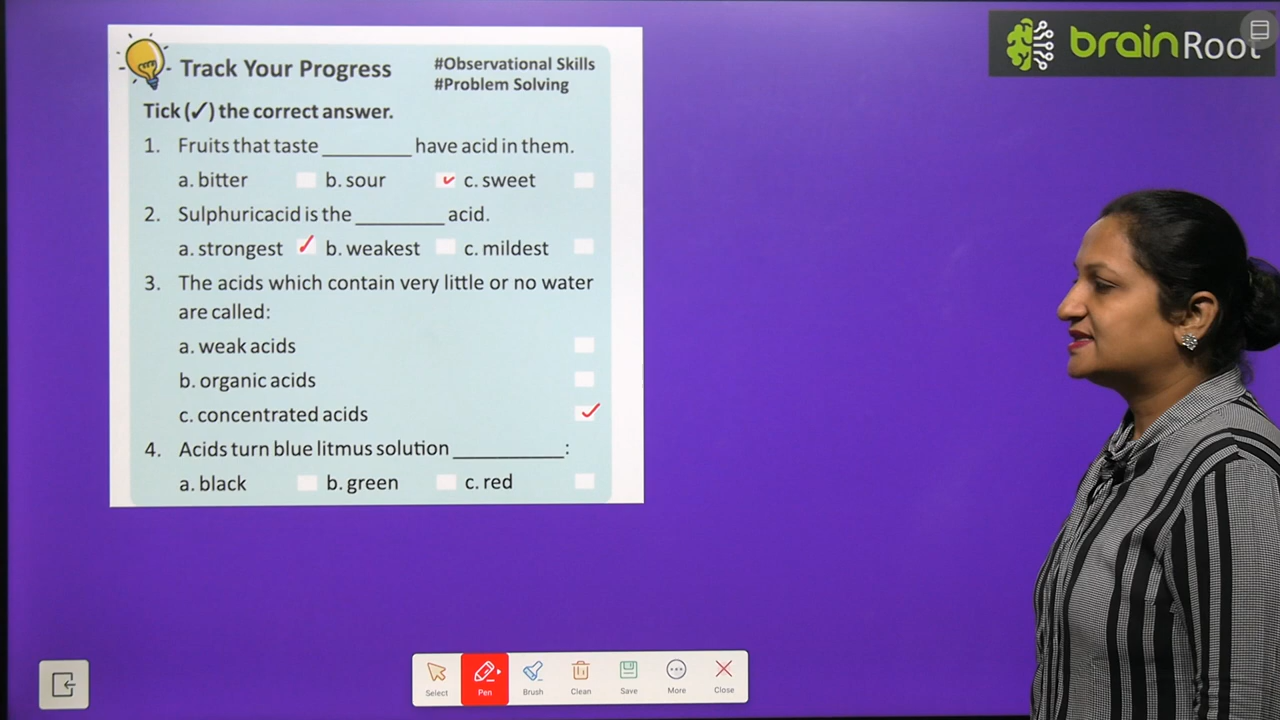 Track Your Progress
#Observational Skills
#Problem Solving
Tick (✓) the correct answer.
1. Fruits that taste ________ have acid in them.
a. bitter b. sour ✓ c. sweet
2. Sulphuricacid is the ________ acid.
a. strongest ✓ b. weakest c. mildest
3. The acids which contain very little or no water
are called:
a. weak acids
b. organic acids
c. concentrated acids ✓
4. Acids turn blue litmus solution __________:
a. black b. green c. red
brainRoot
Select Pen Brush Clean Save More Close